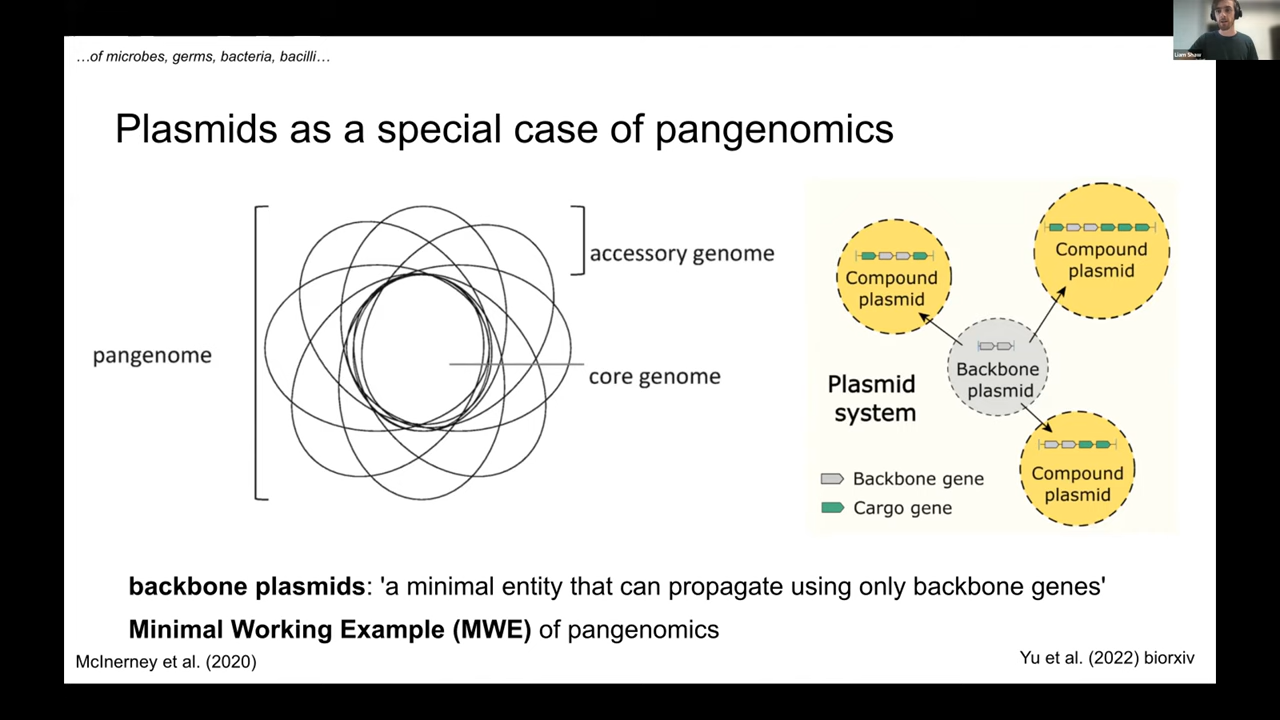 …of microbes, germs, bacteria, bacilli…
Liam Shaw
Plasmids as a special case of pangenomics
pangenome
accessory genome
core genome
Compound
plasmid
Compound
plasmid
Backbone
plasmid
Plasmid
system
Compound
plasmid
Backbone gene
Cargo gene
backbone plasmids: 'a minimal entity that can propagate using only backbone genes'
Minimal Working Example (MWE) of pangenomics
McInerney et al. (2020)
Yu et al. (2022) biorxiv